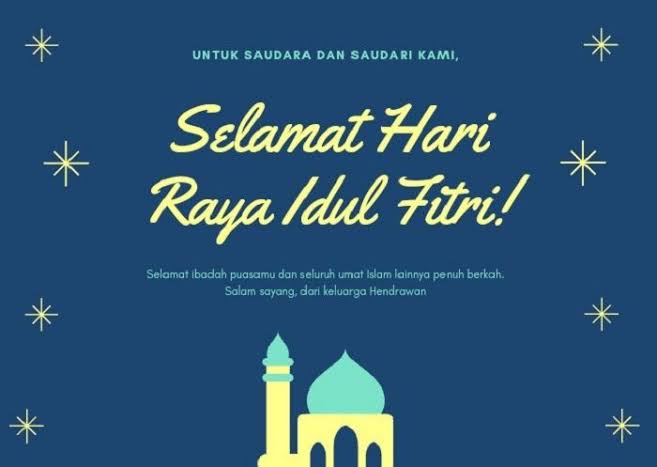 UNTUK SAUDARA DAN SAUDARI KAMI,
Selamat Hari
Raya Idul Fitri!
Selamat ibadah puasamu dan seluruh umat Islam lainnya penuh berkah.
Salam sayang, dari keluarga Hendrawan